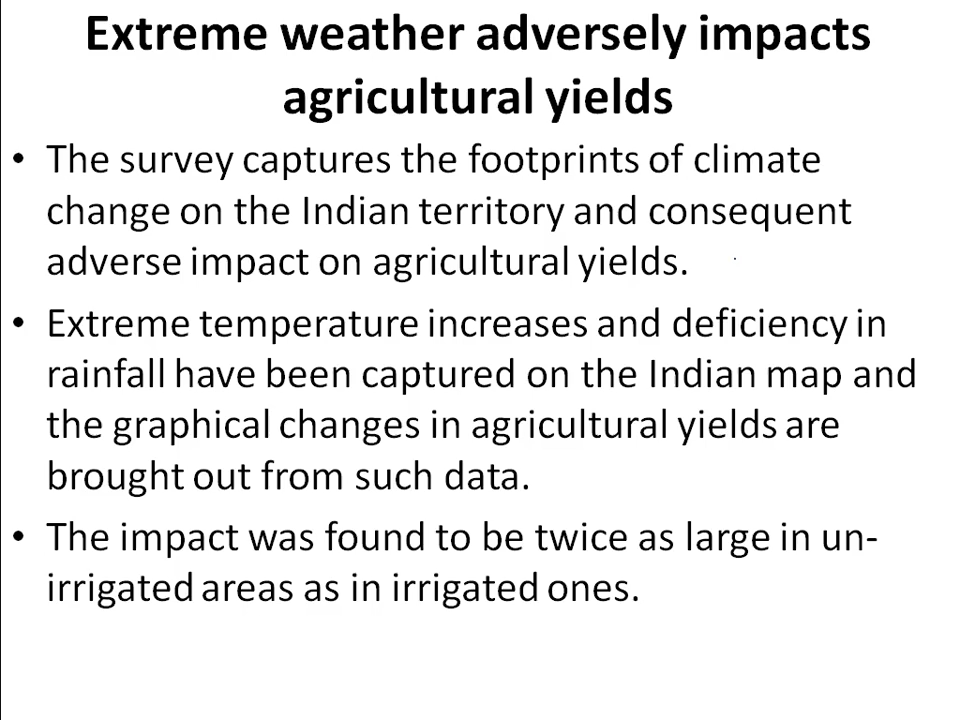 Extreme weather adversely impacts
agricultural yields
• The survey captures the footprints of climate
change on the Indian territory and consequent
adverse impact on agricultural yields.
• Extreme temperature increases and deficiency in
rainfall have been captured on the Indian map and
the graphical changes in agricultural yields are
brought out from such data.
• The impact was found to be twice as large in un-
irrigated areas as in irrigated ones.